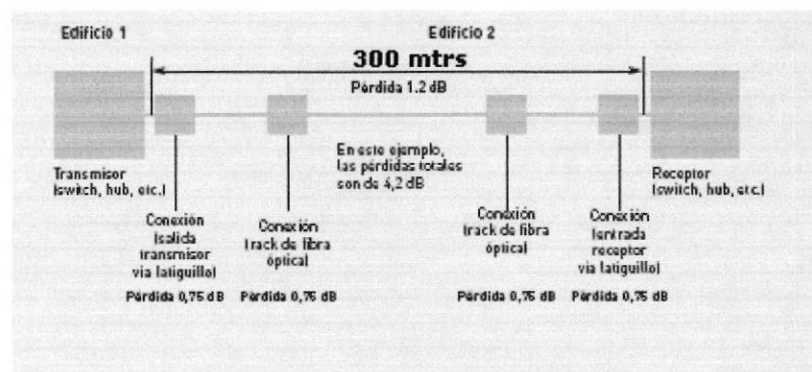 Edificio 1
Edificio 2
300 mtrs
Pérdida 1.2 dB
En este ejemplo,
las pérdidas totales
son de 4,2 dB
Transmisor
(switch, hub, etc.)
Receptor
(switch, hub, etc.)
Conexión
(salida
transmisor
via latiguillo)
Pérdida 0,75 dB
Conexión
(rack de fibra
óptica)
Pérdida 0,75 dB
Conexión
(rack de fibra
óptica)
Pérdida 0,75 dB
Conexión
(entrada
receptor
via latiguillo)
Pérdida 0,75 dB